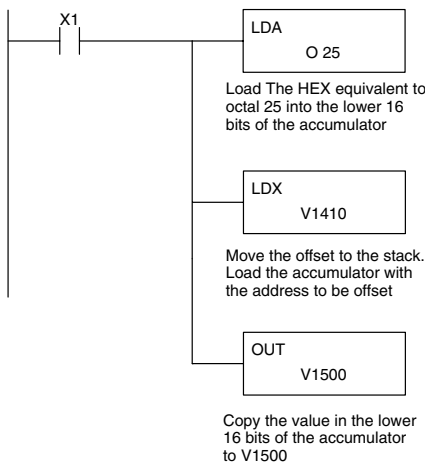 X1
LDA
O 25
Load The HEX equivalent to
octal 25 into the lower 16
bits of the accumulator
LDX
V1410
Move the offset to the stack.
Load the accumulator with
the address to be offset
OUT
V1500
Copy the value in the lower
16 bits of the accumulator
to V1500